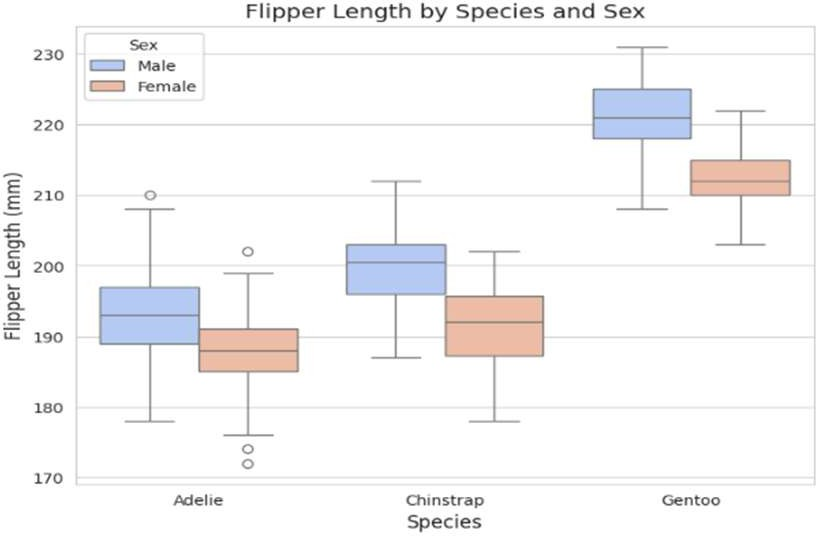 Flipper Length by Species and Sex
Sex
Male
Female
Flipper Length (mm)
230
220
210
200
190
180
170
Adelie
Chinstrap
Gentoo
Species